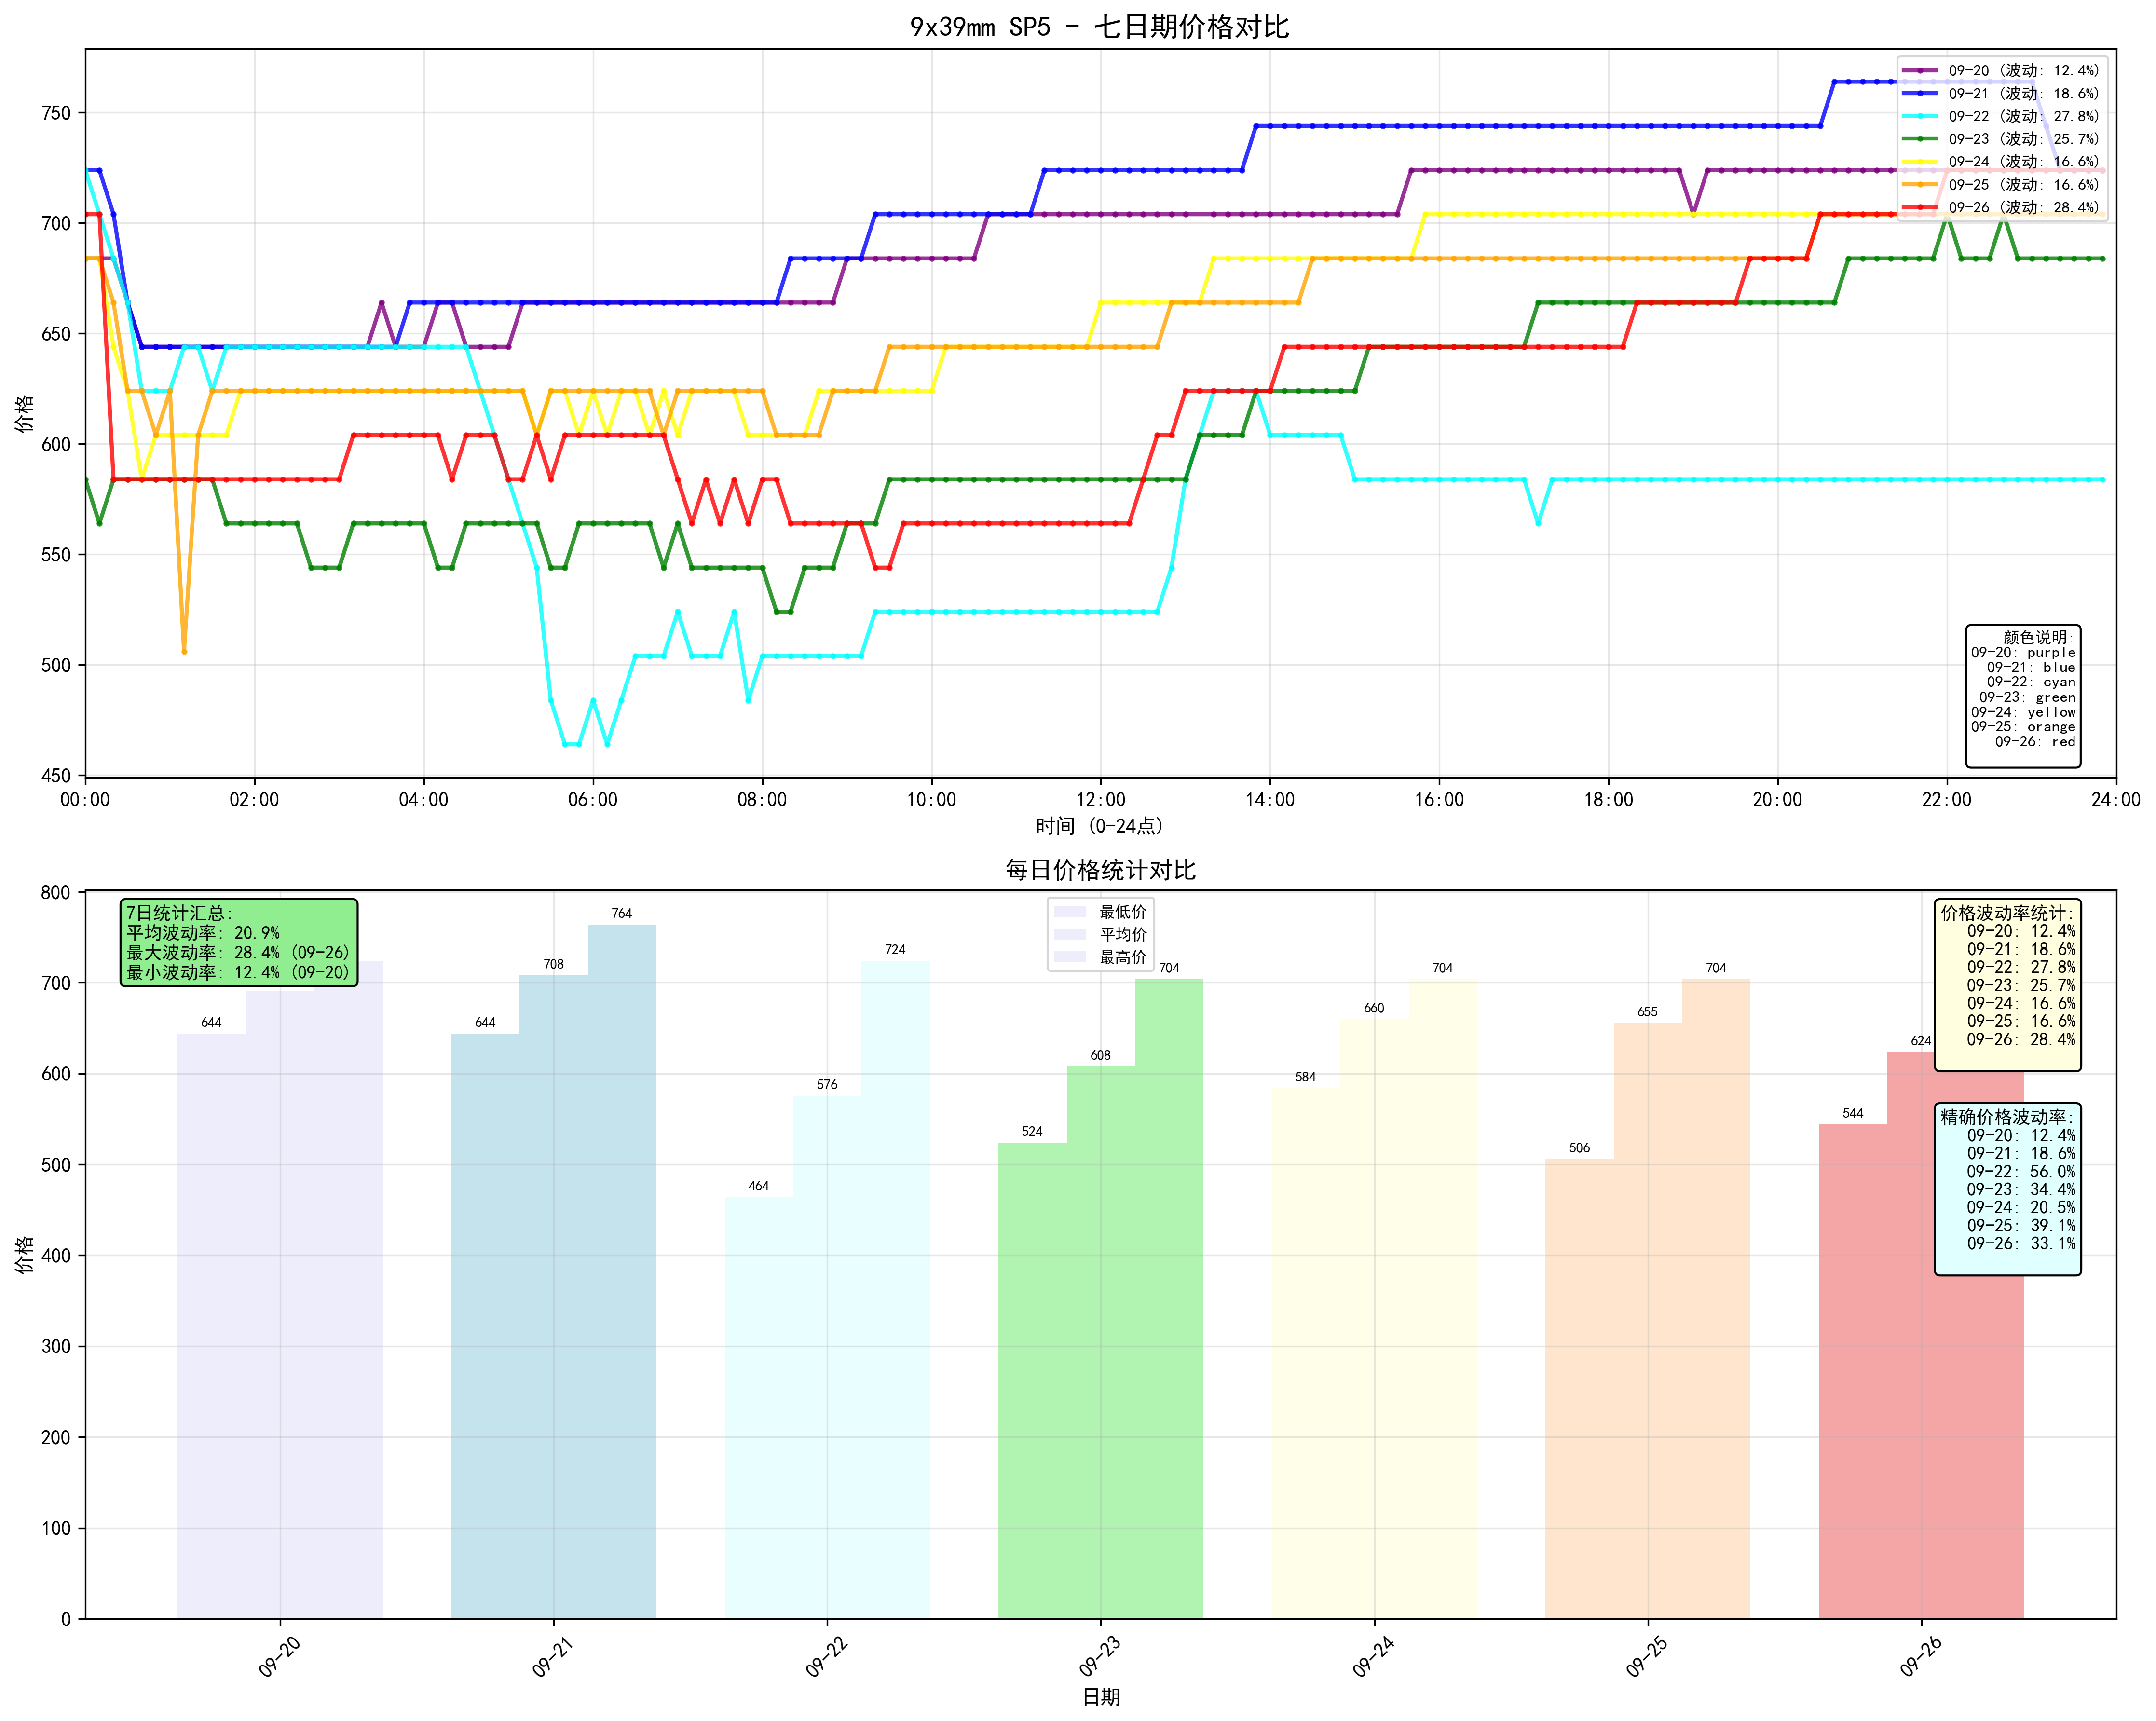 9x39mm SP5 - 七日期价格对比
09-20 (波动: 12.4%)
09-21 (波动: 18.6%)
09-22 (波动: 27.8%)
09-23 (波动: 25.7%)
09-24 (波动: 16.6%)
09-25 (波动: 16.6%)
09-26 (波动: 28.4%)
750
700
650
600
550
500
450
价格
颜色说明:
09-20: purple
09-21: blue
09-22: cyan
09-23: green
09-24: yellow
09-25: orange
09-26: red
00:00 02:00 04:00 06:00 08:00 10:00 12:00 14:00 16:00 18:00 20:00 22:00 24:00
时间 (0-24点)
每日价格统计对比
800
700
600
500
400
300
200
100
0
价格
7日统计汇总:
平均波动率: 20.9%
最大波动率: 28.4% (09-26)
最小波动率: 12.4% (09-20)
最低价
平均价
最高价
价格波动率统计:
09-20: 12.4%
09-21: 18.6%
09-22: 27.8%
09-23: 25.7%
09-24: 16.6%
09-25: 16.6%
09-26: 28.4%
精确价格波动率:
09-20: 12.4%
09-21: 18.6%
09-22: 56.0%
09-23: 34.4%
09-24: 20.5%
09-25: 39.1%
09-26: 33.1%
644
644 708 764
464 576 724
524 608 704
584 660 704
506 655 704
544 624
09-20 09-21 09-22 09-23 09-24 09-25 09-26
日期